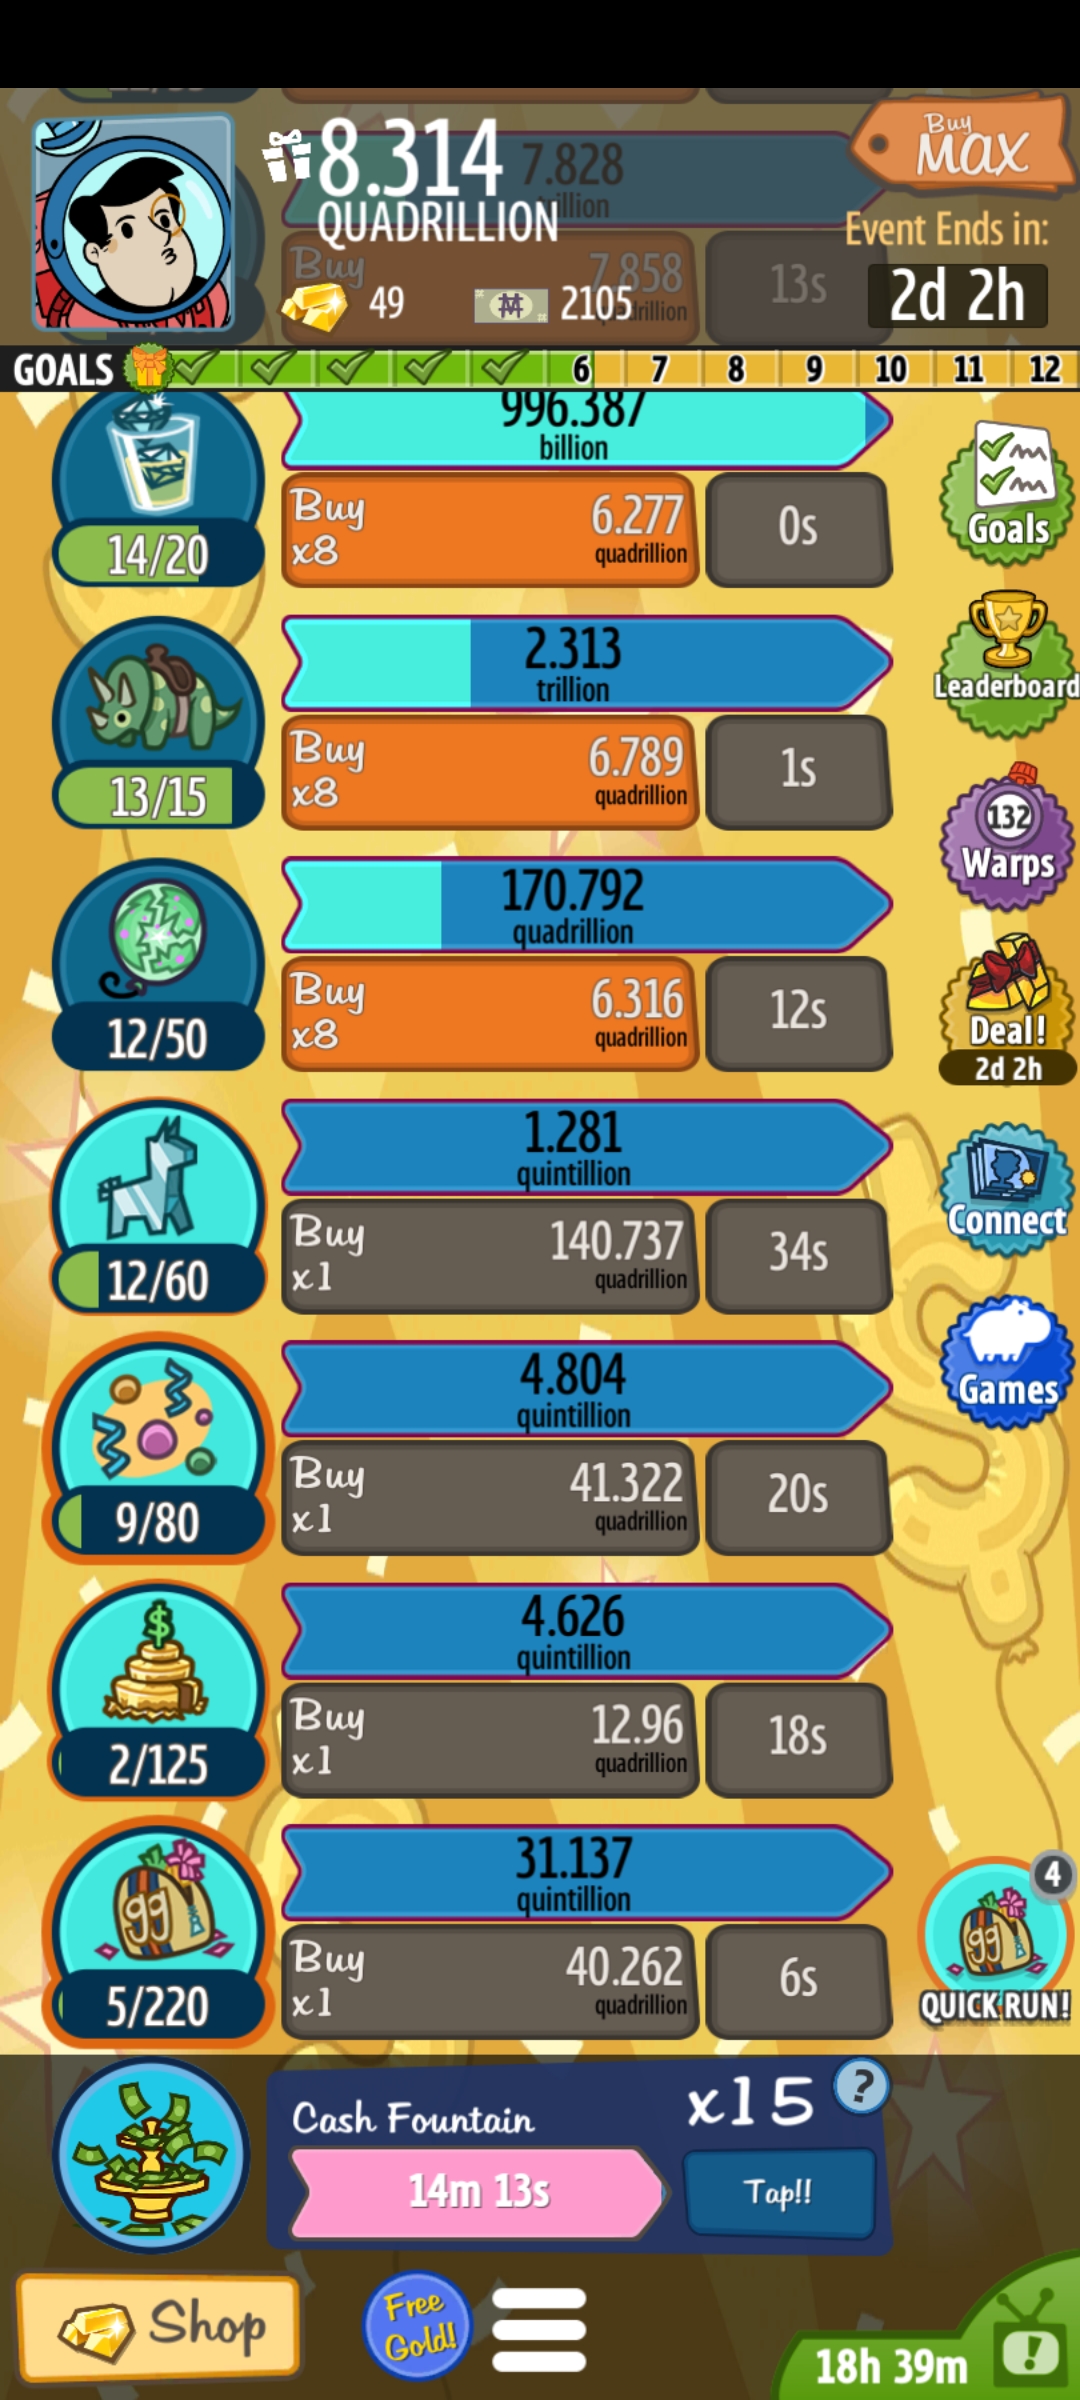 8.314
QUADRILLION
7.828
trillion
Buy
MAX
Event Ends in:
2d 2h
Buy
7.858
13s
49
2105
GOALS
6
7
8
9
10
11
12
996.387
billion
14/20
Buy
x8
6.277
quadrillion
0s
Goals
2.313
trillion
13/15
Buy
x8
6.789
quadrillion
1s
Leaderboard
170.792
quadrillion
12/50
Buy
x8
6.316
quadrillion
12s
132
Warps
Deal!
2d 2h
1.281
quintillion
12/60
Buy
x1
140.737
quadrillion
34s
Connect
4.804
quintillion
9/80
Buy
x1
41.322
quadrillion
20s
Games
$
4.626
quintillion
2/125
Buy
x1
12.96
quadrillion
18s
gg
31.137
quintillion
5/220
Buy
x1
40.262
quadrillion
6s
4
gg
QUICK RUN!
Cash Fountain
x15
?
14m 13s
Tap!!
Shop
Free
Gold!
18h 39m
!